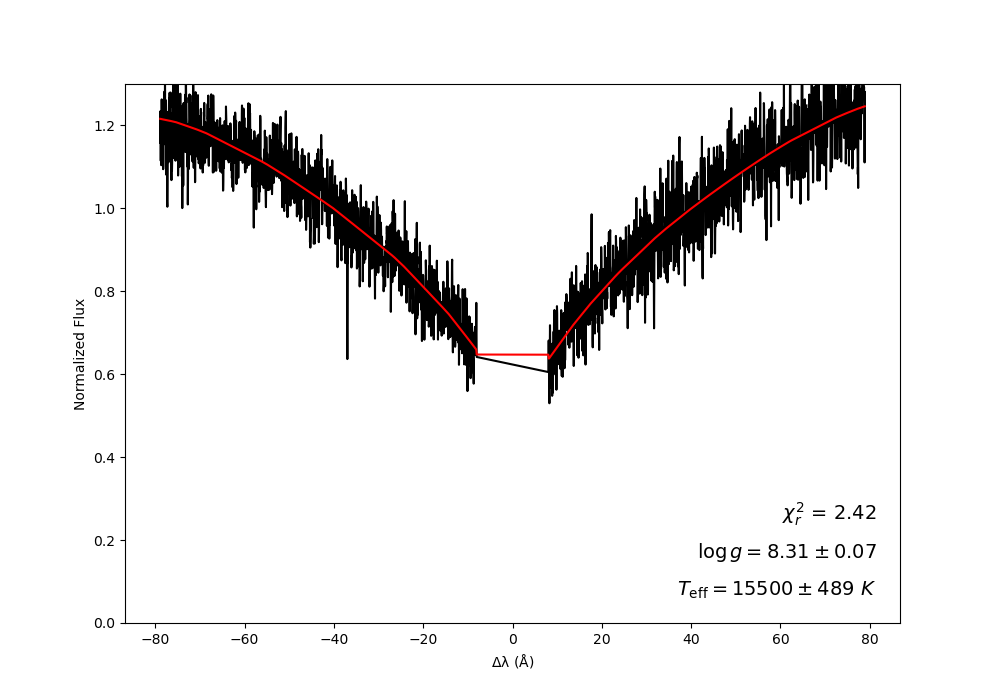 1.2
1.0
0.8
0.6
0.4
0.2
0.0
Normalized Flux
χ²ᵣ = 2.42
log g = 8.31 ± 0.07
T_eff = 15500 ± 489 K
−80 −60 −40 −20 0 20 40 60 80
Δλ (Å)